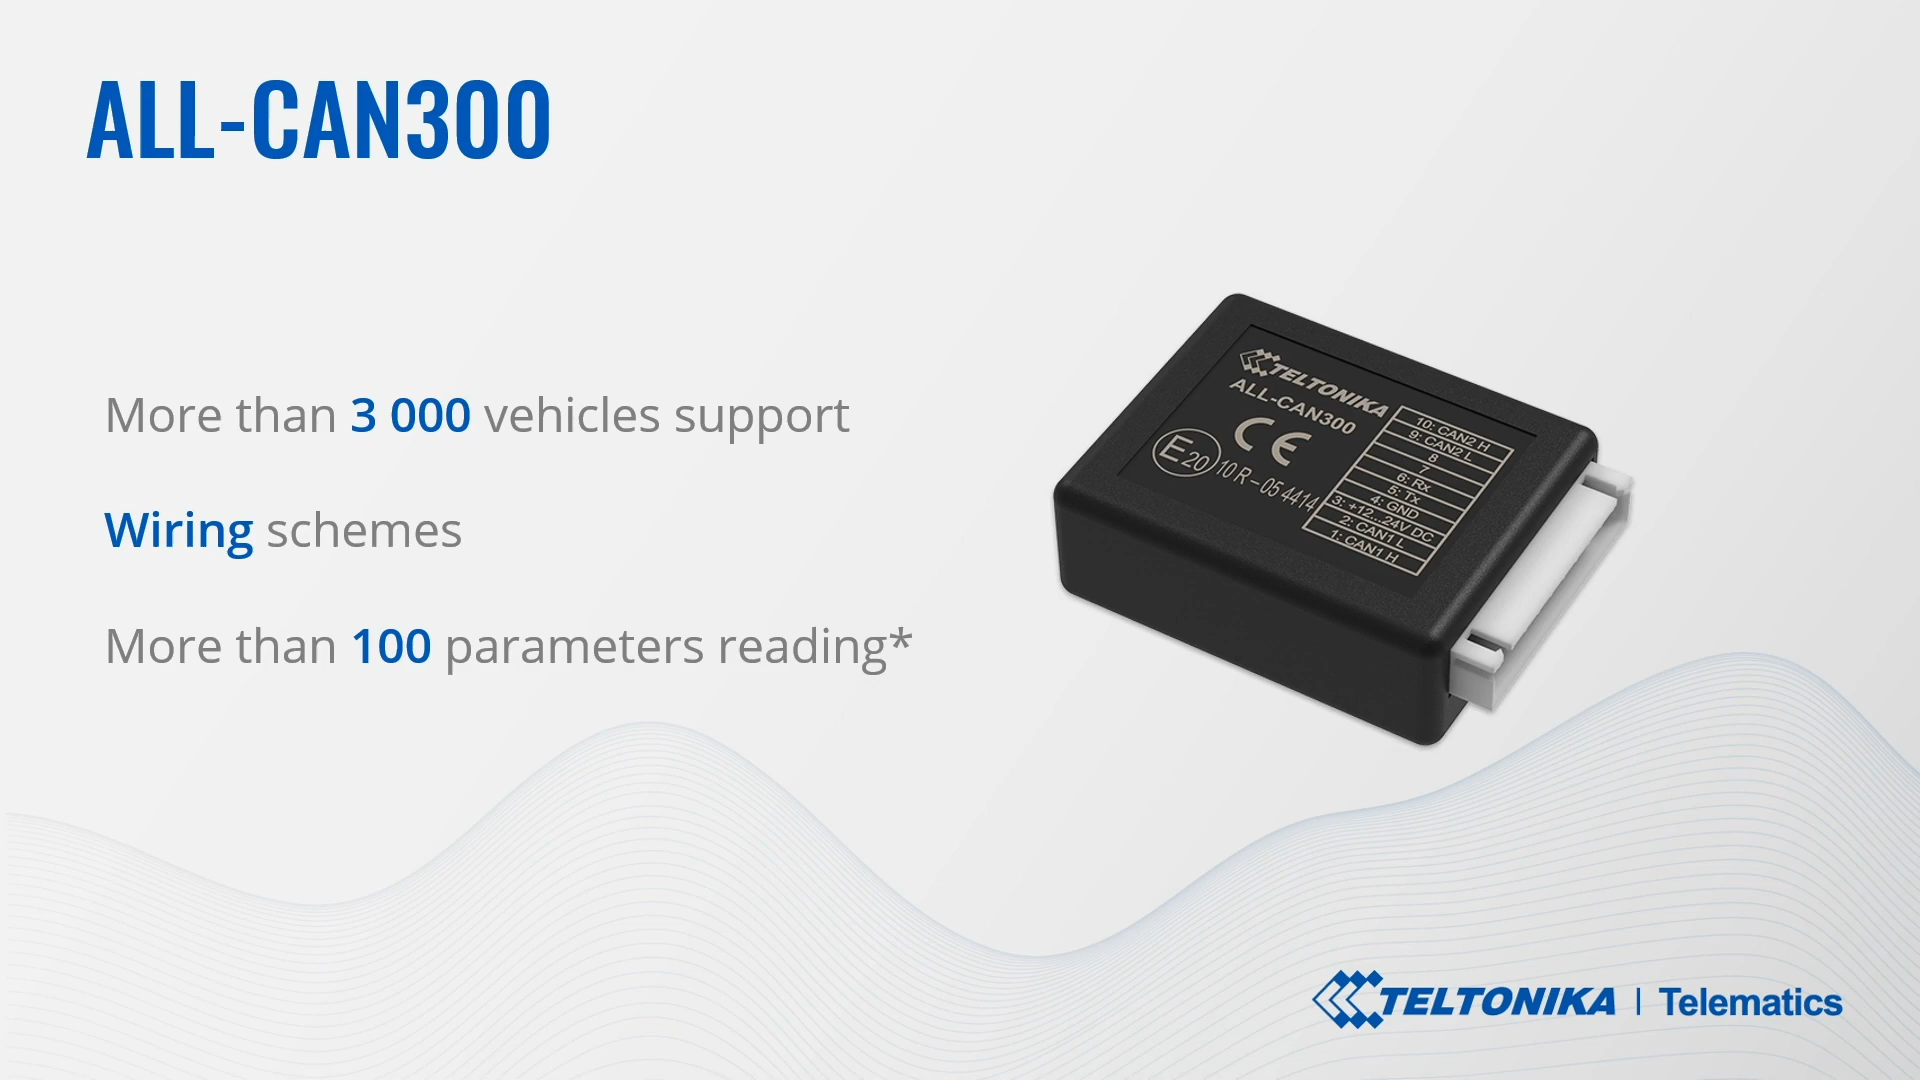 ALL-CAN300
More than 3 000 vehicles support
Wiring schemes
More than 100 parameters reading*
TELTONIKA
ALL-CAN300
CE
E20 10 R – 05 4414
10: CAN2 H
9: CAN2 L
8
7
6: Rx
5: Tx
4: GND
3: +12...24V DC
2: CAN1 L
1: CAN1 H
TELTONIKA | Telematics